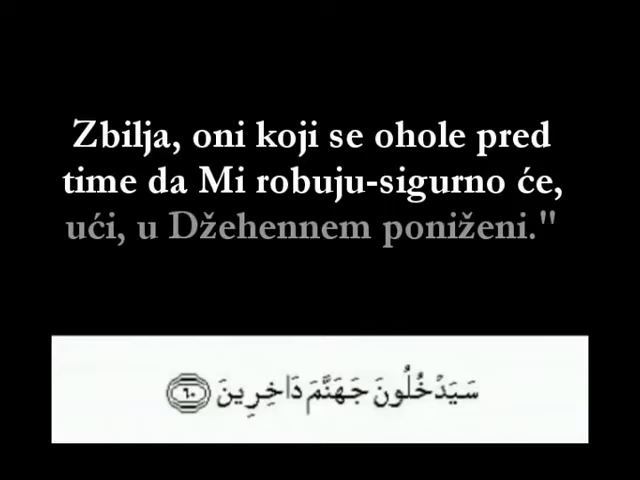 Zbilja, oni koji se ohole pred
time da Mi robuju-sigurno će,
ući, u Džehennem poniženi."
سَيَدْخُلُونَ جَهَنَّمَ دَاخِرِينَ ٦٠